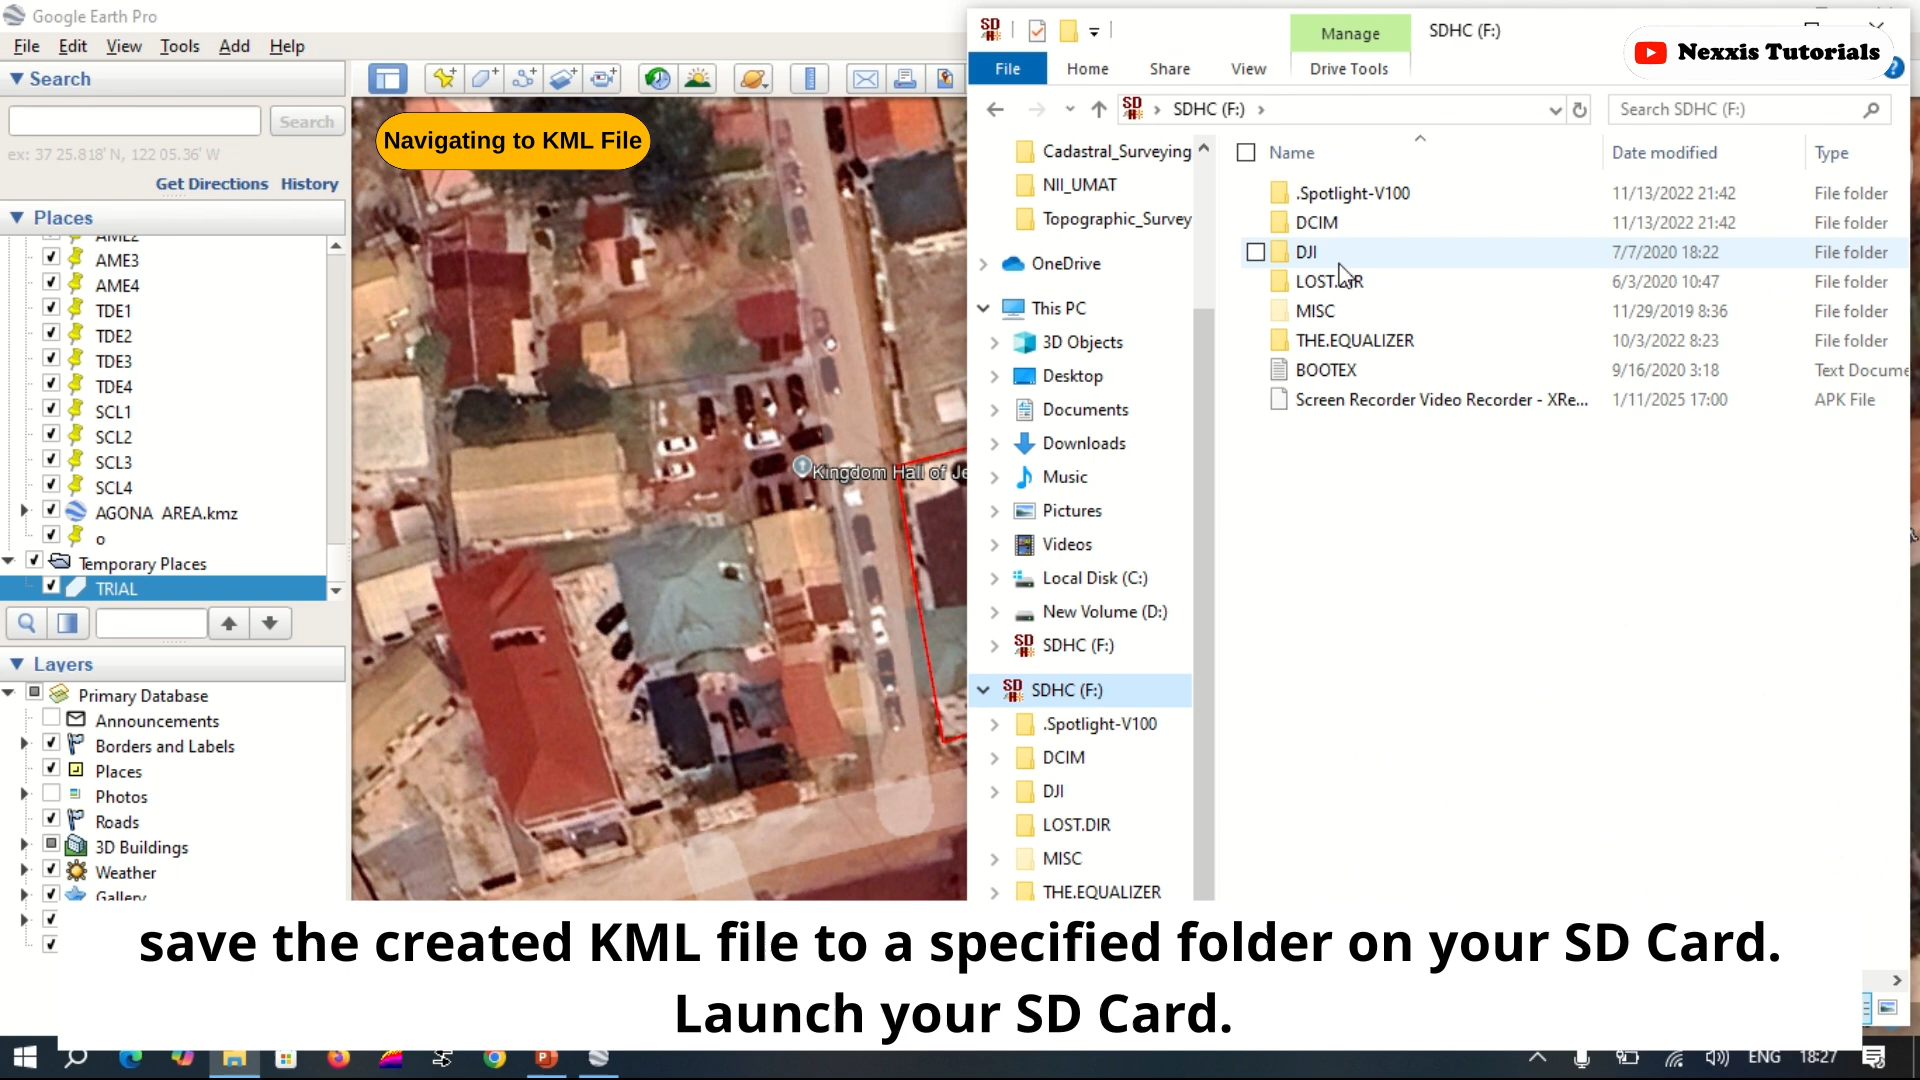 Google Earth Pro
File Edit View Tools Add Help
Search
Search
ex: 37 25.818' N, 122 05.36' W
Get Directions History
Places
AME2
AME3
AME4
TDE1
TDE2
TDE3
TDE4
SCL1
SCL2
SCL3
SCL4
AGONA AREA.kmz
o
Temporary Places
TRIAL
Layers
Primary Database
Announcements
Borders and Labels
Places
Photos
Roads
3D Buildings
Weather
Gallery
Navigating to KML File
Kingdom Hall of Je
Manage
SDHC (F:)
Nexxis Tutorials
File Home Share View Drive Tools
SDHC (F:)
Search SDHC (F:)
Cadastral_Surveying
NII_UMAT
Topographic_Survey
OneDrive
This PC
3D Objects
Desktop
Documents
Downloads
Music
Pictures
Videos
Local Disk (C:)
New Volume (D:)
SDHC (F:)
SDHC (F:)
.Spotlight-V100
DCIM
DJI
LOST.DIR
MISC
THE.EQUALIZER
Name Date modified Type
.Spotlight-V100 11/13/2022 21:42 File folder
DCIM 11/13/2022 21:42 File folder
DJI 7/7/2020 18:22 File folder
LOST.DIR 6/3/2020 10:47 File folder
MISC 11/29/2019 8:36 File folder
THE.EQUALIZER 10/3/2022 8:23 File folder
BOOTEX 9/16/2020 3:18 Text Docume
Screen Recorder Video Recorder - XRe... 1/11/2025 17:00 APK File
save the created KML file to a specified folder on your SD Card.
Launch your SD Card.
ENG 18:27